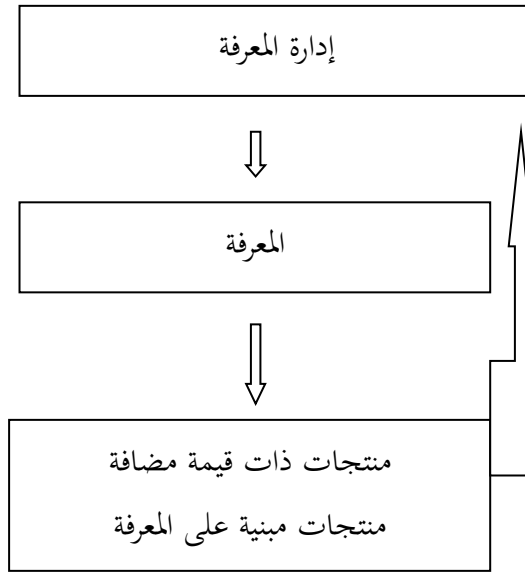 إدارة المعرفة
المعرفة
منتجات ذات قيمة مضافة
منتجات مبنية على المعرفة